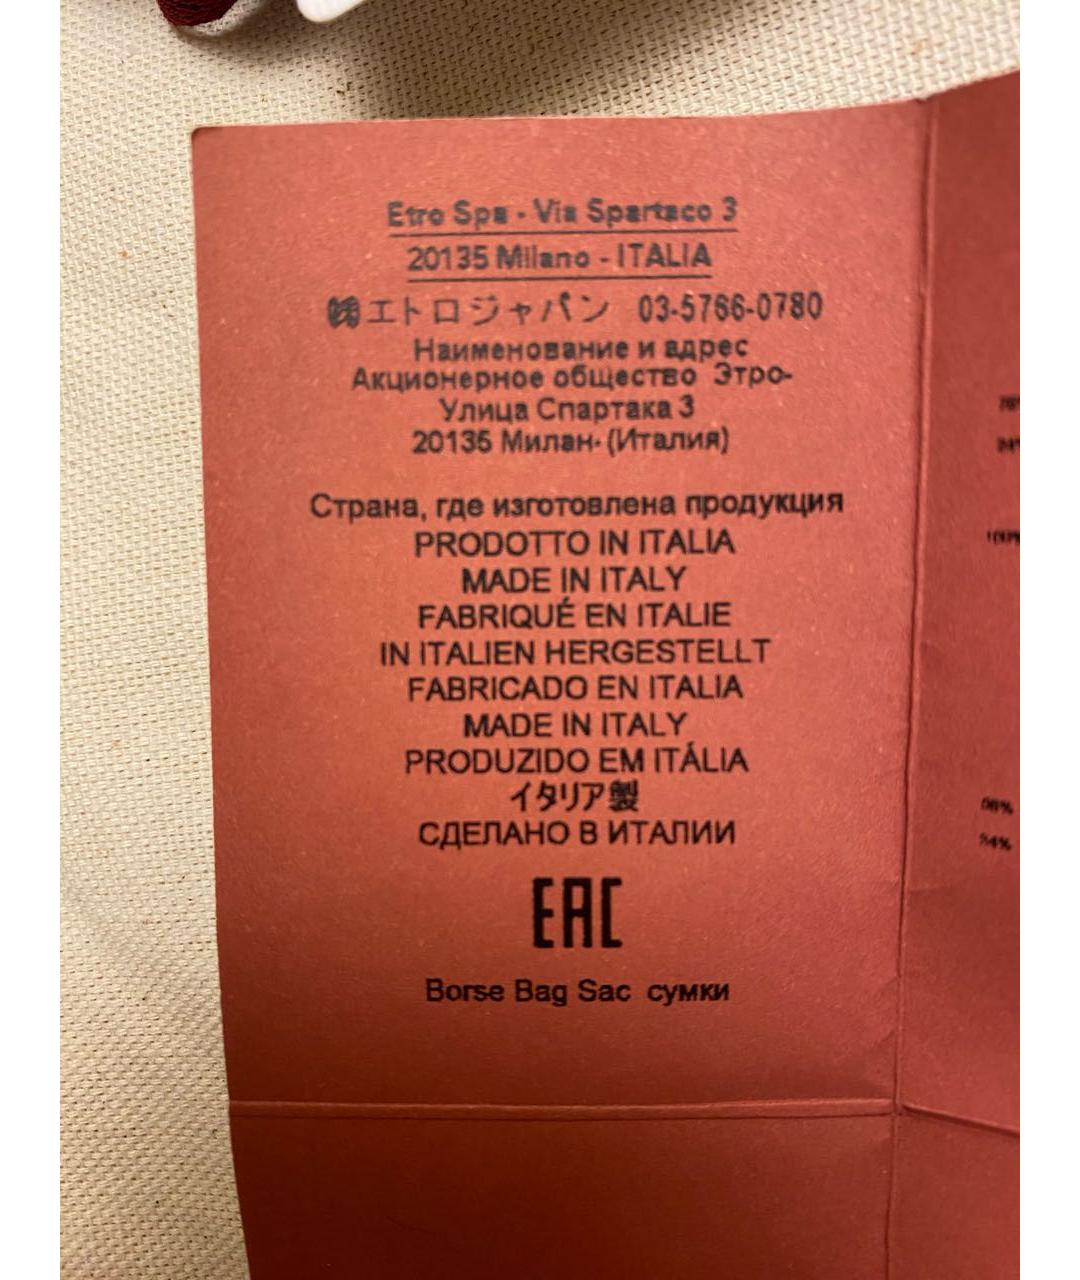 Etro Spa - Via Spartaco 3
20135 Milano - ITALIA
㈱エトロジャパン 03-5766-0780
Наименование и адрес
Акционерное общество Этро-
Улица Спартака 3
20135 Милан- (Италия)
Страна, где изготовлена продукция
PRODOTTO IN ITALIA
MADE IN ITALY
FABRIQUÉ EN ITALIE
IN ITALIEN HERGESTELLT
FABRICADO EN ITALIA
MADE IN ITALY
PRODUZIDO EM ITÁLIA
イタリア製
СДЕЛАНО В ИТАЛИИ
EAC
Borse Bag Sac сумки